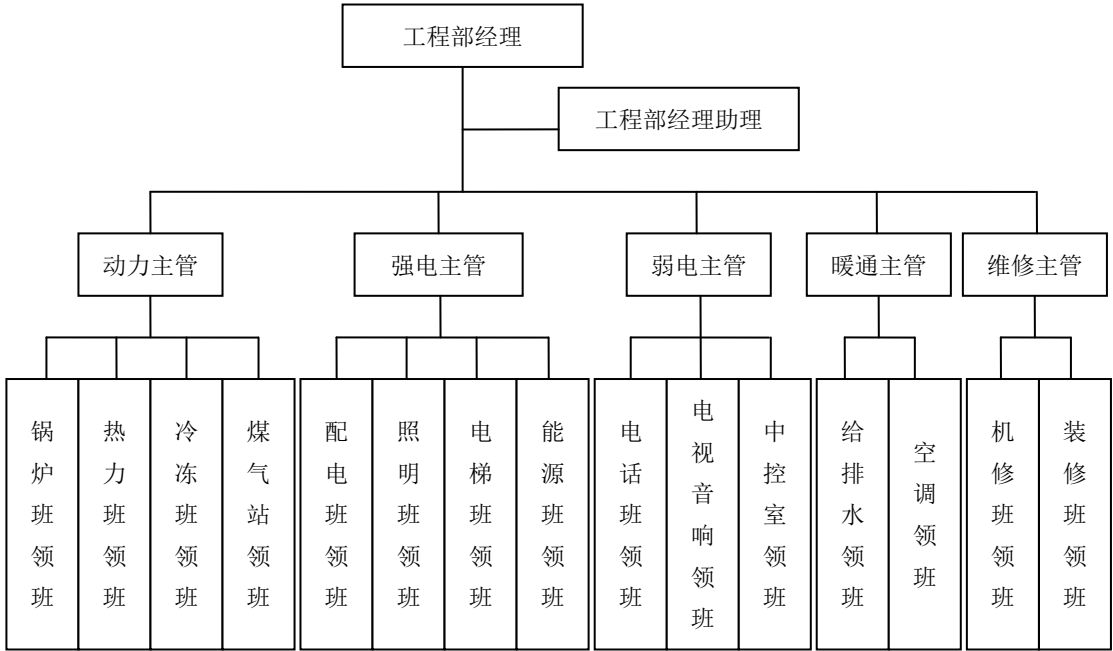 工程部经理
工程部经理助理
动力主管
强电主管
弱电主管
暖通主管
维修主管
锅炉班领班
热力班领班
冷冻班领班
煤气站领班
配电班领班
照明班领班
电梯班领班
能源班领班
电话班领班
电视音响领班
中控室领班
给排水领班
空调领班
机修班领班
装修班领班